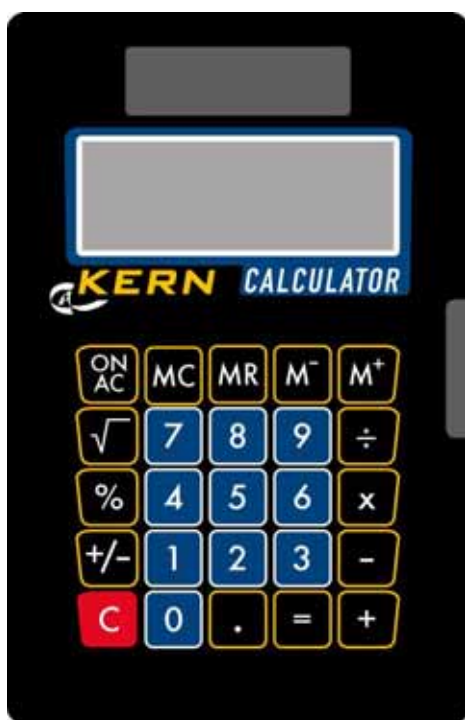 KERN CALCULATOR
ON AC MC MR M⁻ M⁺
√ 7 8 9 ÷
% 4 5 6 x
+/- 1 2 3 -
C 0 . = +